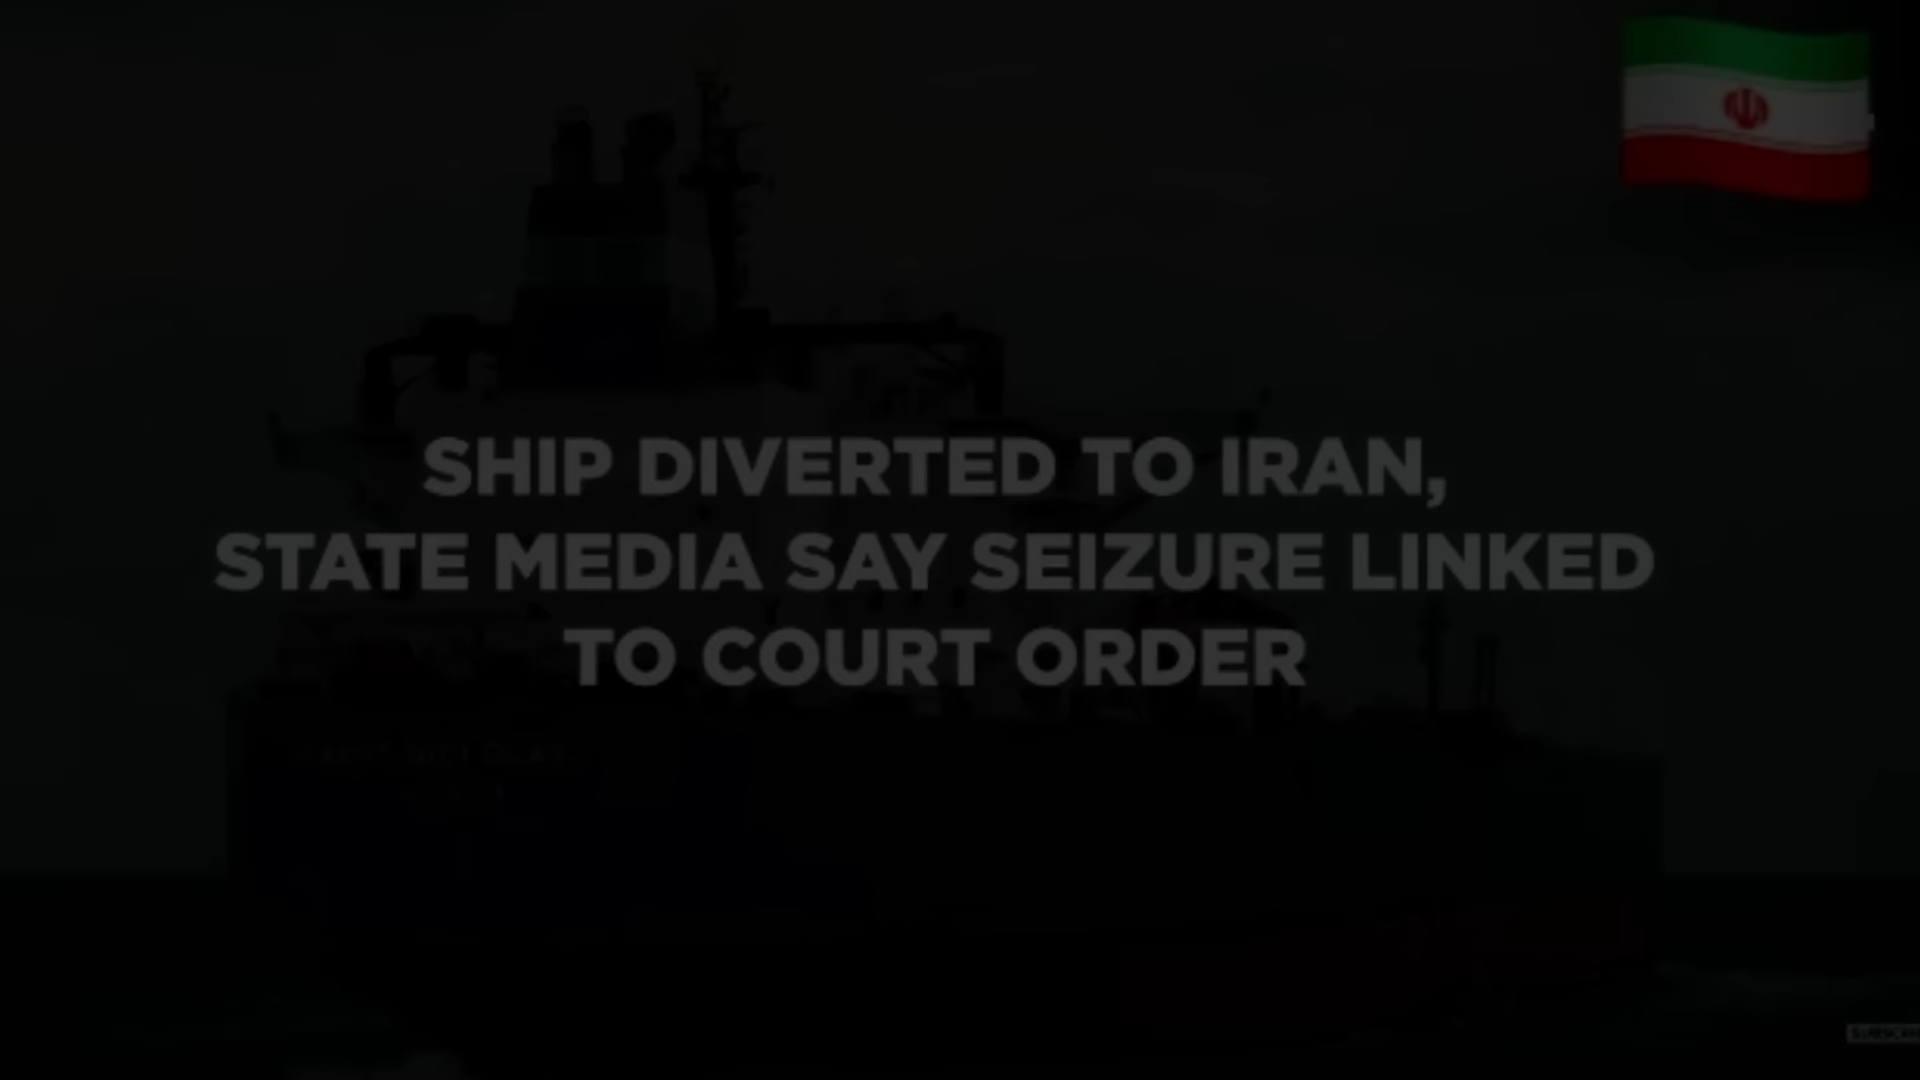 SHIP DIVERTED TO IRAN,
STATE MEDIA SAY SEIZURE LINKED
TO COURT ORDER